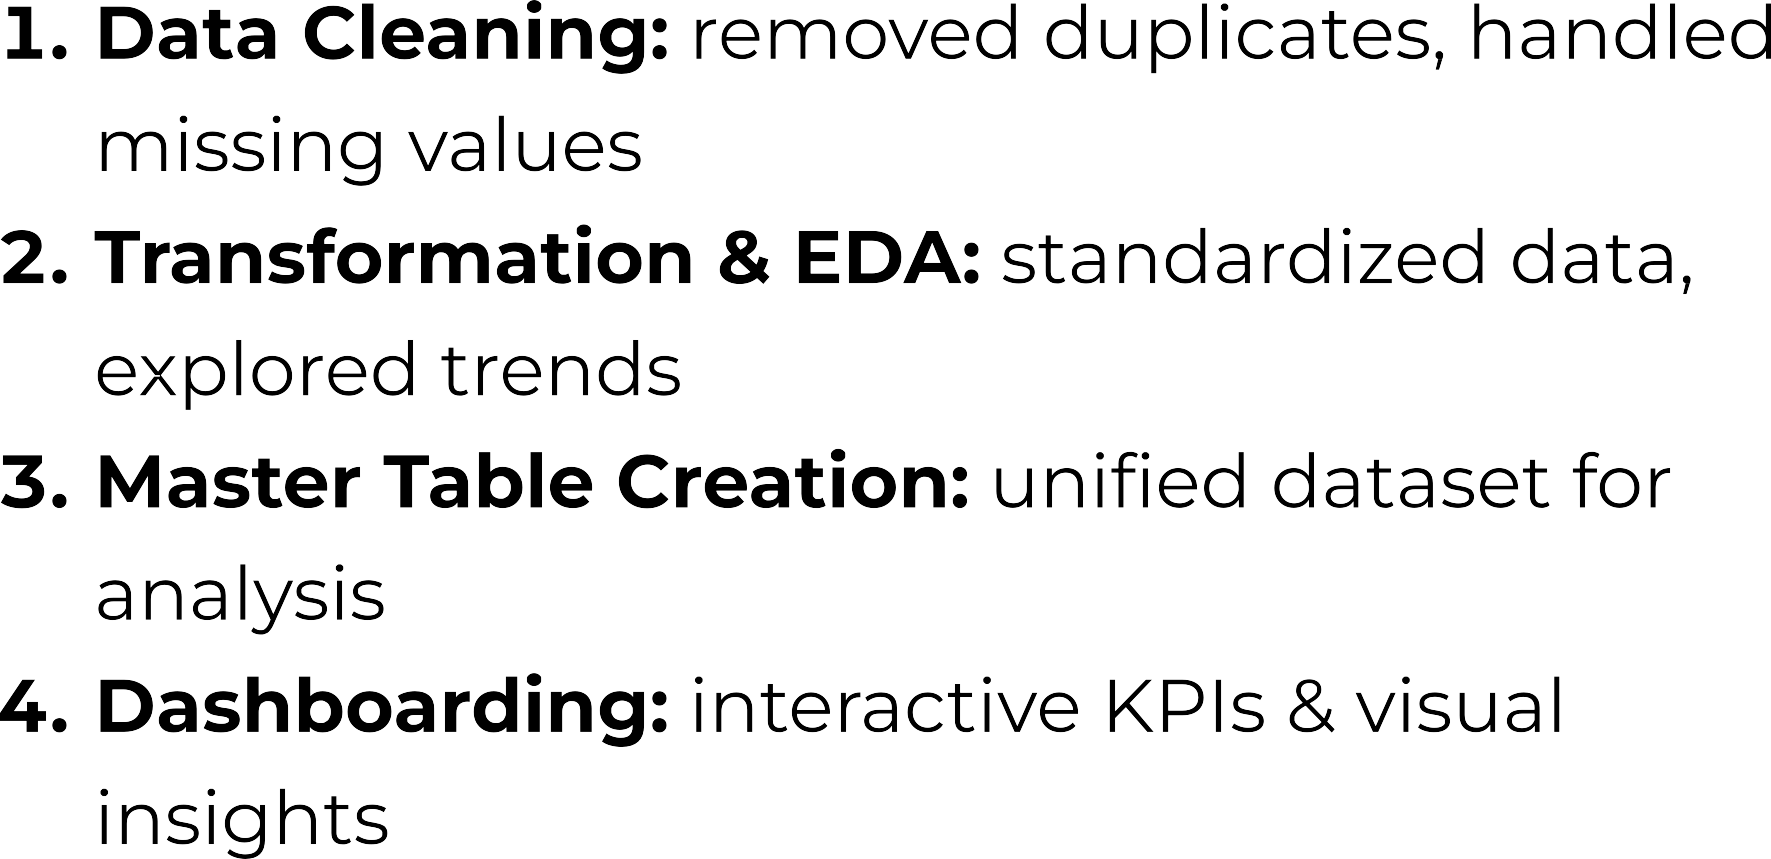 1. Data Cleaning: removed duplicates, handled
missing values
2. Transformation & EDA: standardized data,
explored trends
3. Master Table Creation: unified dataset for
analysis
4. Dashboarding: interactive KPIs & visual
insights